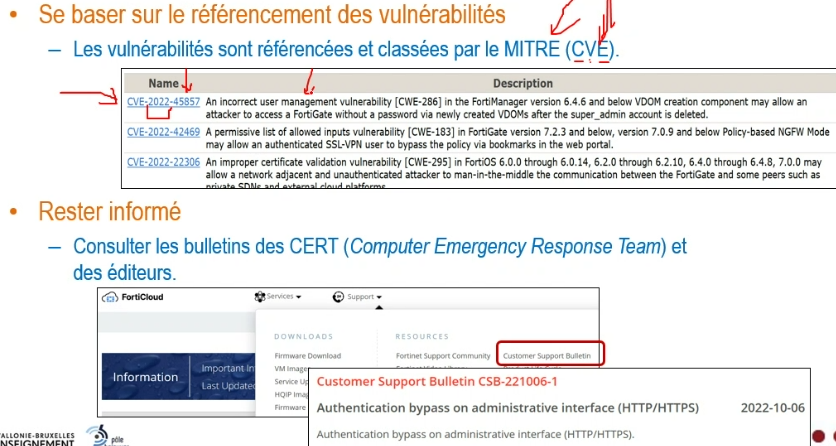 • Se baser sur le référencement des vulnérabilités
– Les vulnérabilités sont référencées et classées par le MITRE (CVE).
Name Description
CVE-2022-45857 An incorrect user management vulnerability [CWE-286] in the FortiManager version 6.4.6 and below VDOM creation component may allow an
attacker to access a FortiGate without a password via newly created VDOMs after the super_admin account is deleted.
CVE-2022-42469 A permissive list of allowed inputs vulnerability [CWE-183] in FortiGate version 7.2.3 and below, version 7.0.9 and below Policy-based NGFW Mode
may allow an authenticated SSL-VPN user to bypass the policy via bookmarks in the web portal.
CVE-2022-22306 An improper certificate validation vulnerability [CWE-295] in FortiOS 6.0.0 through 6.0.14, 6.2.0 through 6.2.10, 6.4.0 through 6.4.8, 7.0.0 may
allow a network adjacent and unauthenticated attacker to man-in-the-middle the communication between the FortiGate and some peers such as
private SDNs and external cloud platforms
• Rester informé
– Consulter les bulletins des CERT (Computer Emergency Response Team) et
des éditeurs.
FortiCloud Services Support
DOWNLOADS RESOURCES
Firmware Download Fortinet Support Community Customer Support Bulletin
VM Image
Information Important In
Service Up
Last Update
HQIP Imag
Firmware
Customer Support Bulletin CSB-221006-1
Authentication bypass on administrative interface (HTTP/HTTPS) 2022-10-06
Authentication bypass on administrative interface (HTTP/HTTPS).
ALLONIE-BRUXELLES
NSEIGNEMENT
pôle